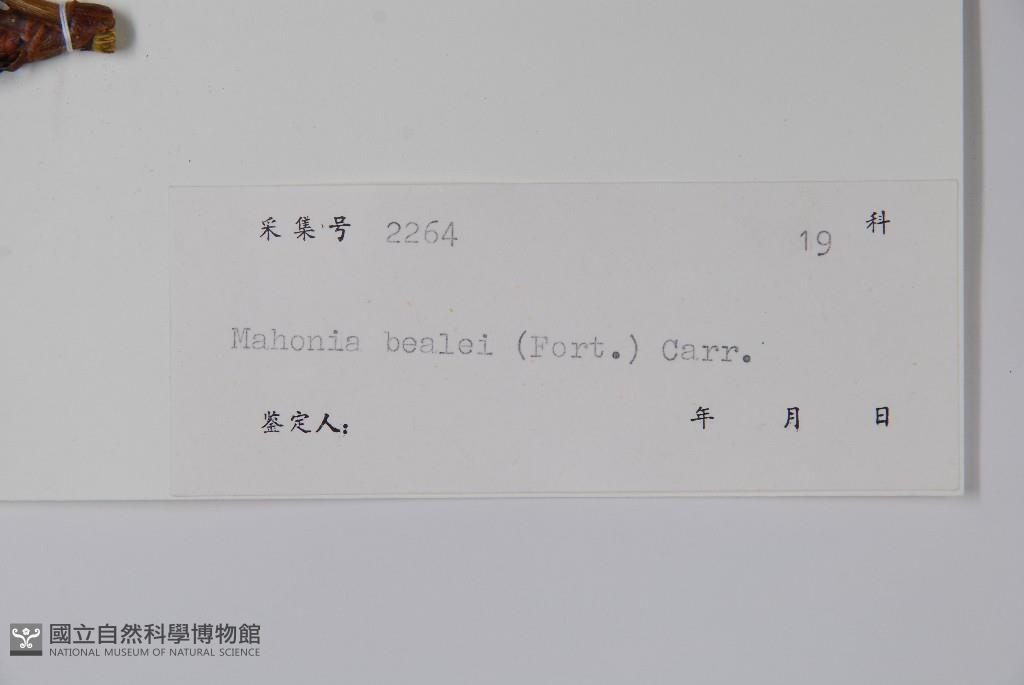 采集号 2264 19 科
Mahonia bealei (Fort.) Carr.
鉴定人: 年 月 日
國立自然科學博物館
NATIONAL MUSEUM OF NATURAL SCIENCE